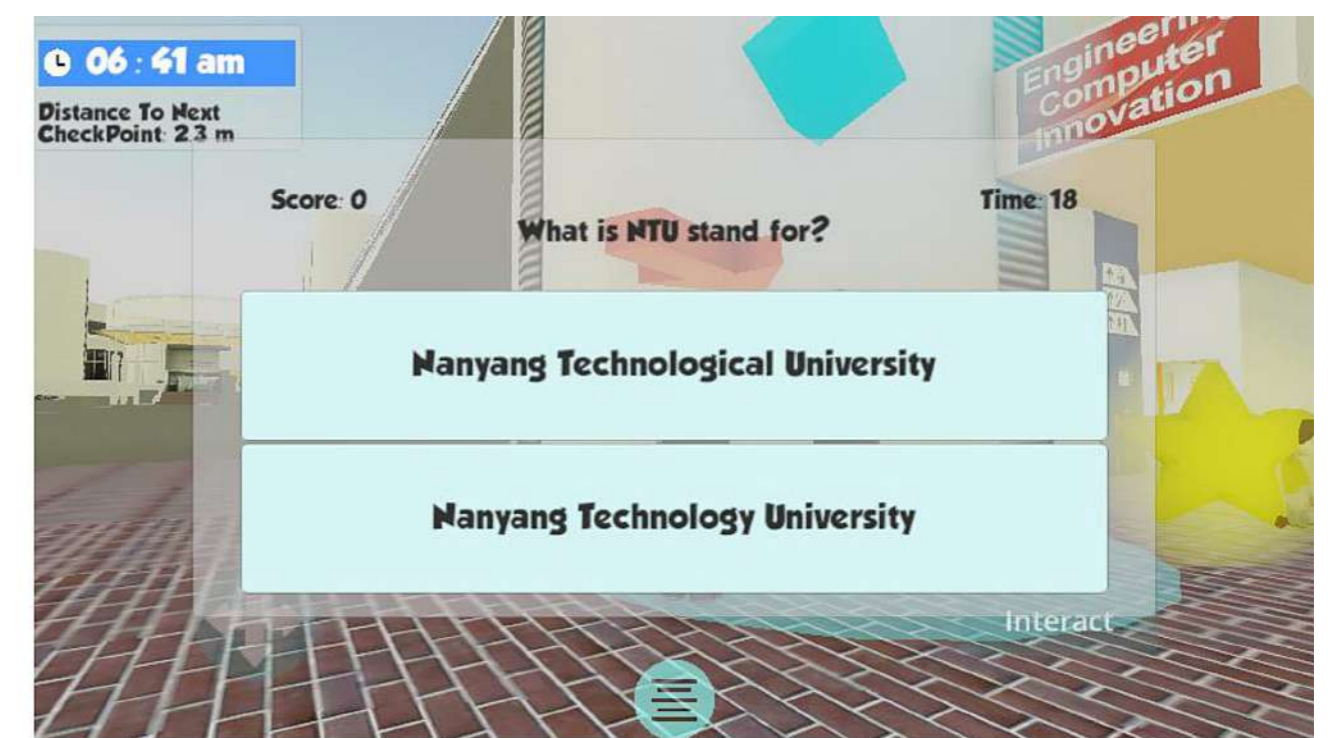 06 : 41 am
Distance To Next
CheckPoint: 2.3 m
Engineering
Computer
Innovation
Score: 0
Time: 18
What is NTU stand for?
Nanyang Technological University
Nanyang Technology University
Interact